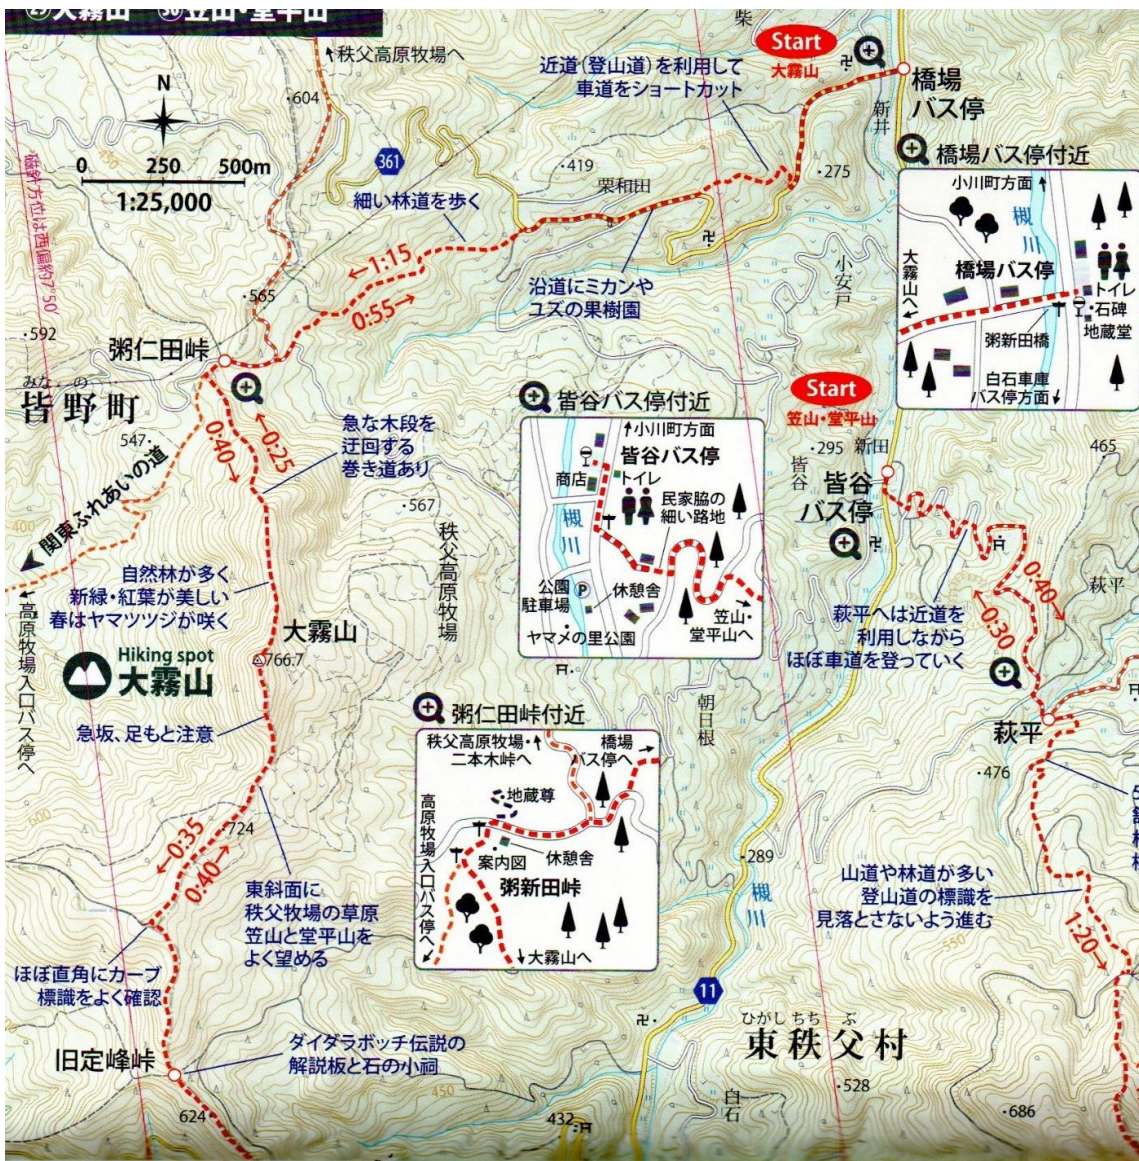 ㉙大霧山 ㉚笠山・堂平山
N
0 250 500m
1:25,000
磁針方位は西偏約7°50′
↑秩父高原牧場へ
・604
361
近道(登山道)を利用して
車道をショートカット
柴
Start
大霧山
橋場
バス停
新井
・419
栗和田
・275
細い林道を歩く
←1:15
0:55→
沿道にミカンや
ユズの果樹園
小安戸
橋場バス停付近
小川町方面
槻川
大霧山へ
橋場バス停
トイレ
・石碑
地蔵堂
粥新田橋
白石車庫
バス停方面
・565
・592
粥仁田峠
みなの
皆野町
547・
←0:25
0:40→
急な木段を
迂回する
巻き道あり
400
関東ふれあいの道
・567
秩父高原牧場
自然林が多く
新緑・紅葉が美しい
春はヤマツツジが咲く
高原牧場入口バス停へ
大霧山
766.7
Hiking spot
大霧山
急坂、足もと注意
皆谷バス停付近
↑小川町方面
皆谷バス停
商店
トイレ
民家脇の
細い路地
槻川
公園
駐車場
P
休憩舎
ヤマメの里公園
笠山・
堂平山へ
Start
笠山・堂平山
・295
新田
皆谷
皆谷
バス停
465
0:40→
←0:30
萩平
萩平へは近道を
利用しながら
ほぼ車道を登っていく
萩平
・476
朝日根
粥仁田峠付近
秩父高原牧場・
二本木峠へ
橋場
バス停へ
地蔵尊
高原牧場入口バス停へ
案内図
休憩舎
粥新田峠
大霧山へ
600
・724
←0:35
0:40→
東斜面に
秩父牧場の草原
笠山と堂平山を
よく望める
ほぼ直角にカーブ
標識をよく確認
・289
槻川
山道や林道が多い
登山道の標識を
見落とさないよう進む
550
1:20→
11
ひがしちちぶ
東秩父村
旧定峰峠
ダイダラボッチ伝説の
解説板と石の小祠
450
624
432
白石
・528
・686